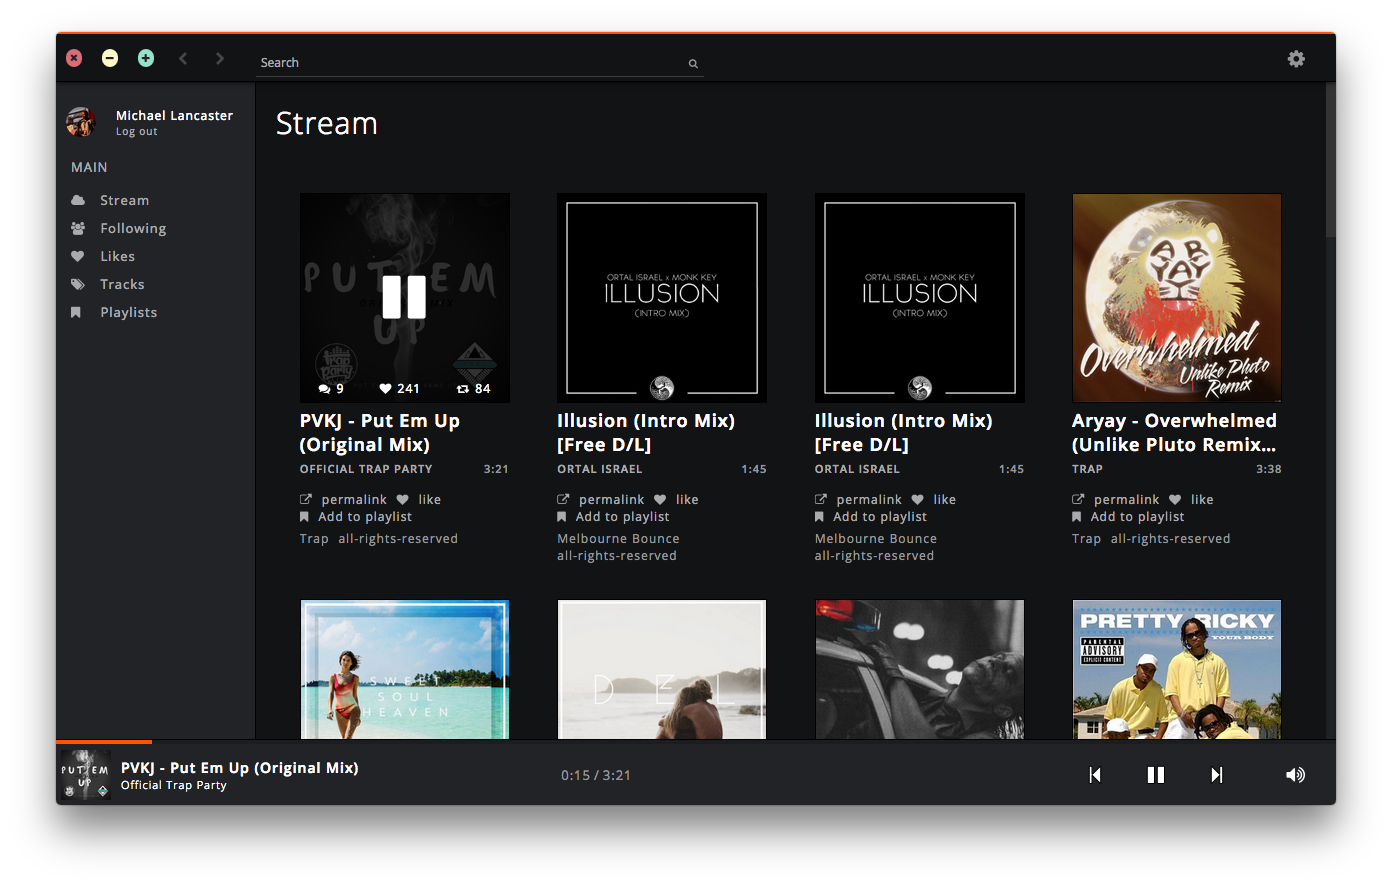 Search
Michael Lancaster
Log out
MAIN
Stream
Following
Likes
Tracks
Playlists
Stream
PUT EM
UP
trap
Party
9 241 84
PVKJ - Put Em Up
(Original Mix)
OFFICIAL TRAP PARTY 3:21
permalink like
Add to playlist
Trap all-rights-reserved
ORTAL ISRAEL x MONK KEY
ILLUSION
(INTRO MIX)
Illusion (Intro Mix)
[Free D/L]
ORTAL ISRAEL 1:45
permalink like
Add to playlist
Melbourne Bounce
all-rights-reserved
ORTAL ISRAEL x MONK KEY
ILLUSION
(INTRO MIX)
Illusion (Intro Mix)
[Free D/L]
ORTAL ISRAEL 1:45
permalink like
Add to playlist
Melbourne Bounce
all-rights-reserved
AR
YAY
Overwhelmed
Unlike Pluto
Remix
Aryay - Overwhelmed
(Unlike Pluto Remix...
TRAP 3:38
permalink like
Add to playlist
Trap all-rights-reserved
SWEET
SOUL
HEAVEN
D E L
PRETTY RICKY
YOUR BODY
PARENTAL
ADVISORY
EXPLICIT CONTENT
PUT EM
UP
PVKJ - Put Em Up (Original Mix)
Official Trap Party
0:15 / 3:21